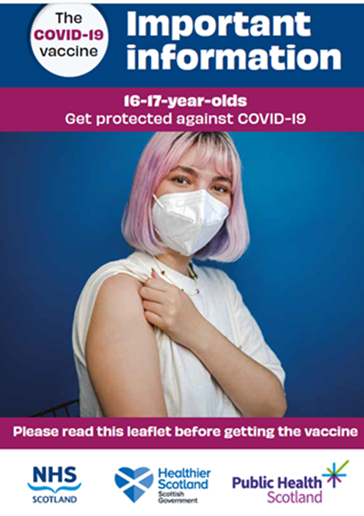 The
COVID-19
vaccine
Important
information
16-17-year-olds
Get protected against COVID-19
Please read this leaflet before getting the vaccine
NHS
SCOTLAND
Healthier
Scotland
Scottish
Government
Public Health
Scotland